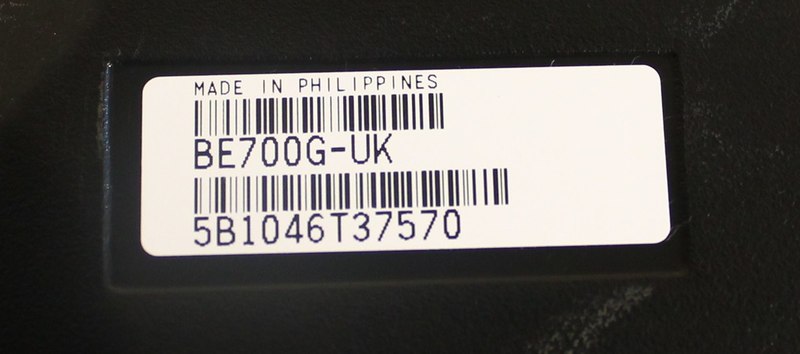 MADE IN PHILIPPINES
BE700G-UK
5B1046T37570